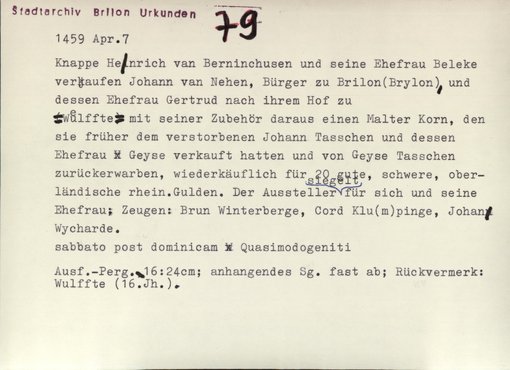 Stadtarchiv Brilon Urkunden
79
1459 Apr.7
Knappe Heinrich van Berninchusen und seine Ehefrau Beleke
verkaufen Johann van Nehen, Bürger zu Brilon(Brylon), und
dessen Ehefrau Gertrud nach ihrem Hof zu
Wulffte mit seiner Zubehör daraus einen Malter Korn, den
sie früher dem verstorbenen Johann Tasschen und dessen
Ehefrau Geyse verkauft hatten und von Geyse Tasschen
zurückerwarben, wiederkäuflich für 20 gute, schwere, ober-
ländische rhein.Gulden. Der Aussteller siegelt für sich und seine
Ehefrau; Zeugen: Brun Winterberge, Cord Klu(m)pinge, Johan
Wycharde.
sabbato post dominicam Quasimodogeniti
Ausf.-Perg. 16:24cm; anhangendes Sg. fast ab; Rückvermerk:
Wulffte (16.Jh.).